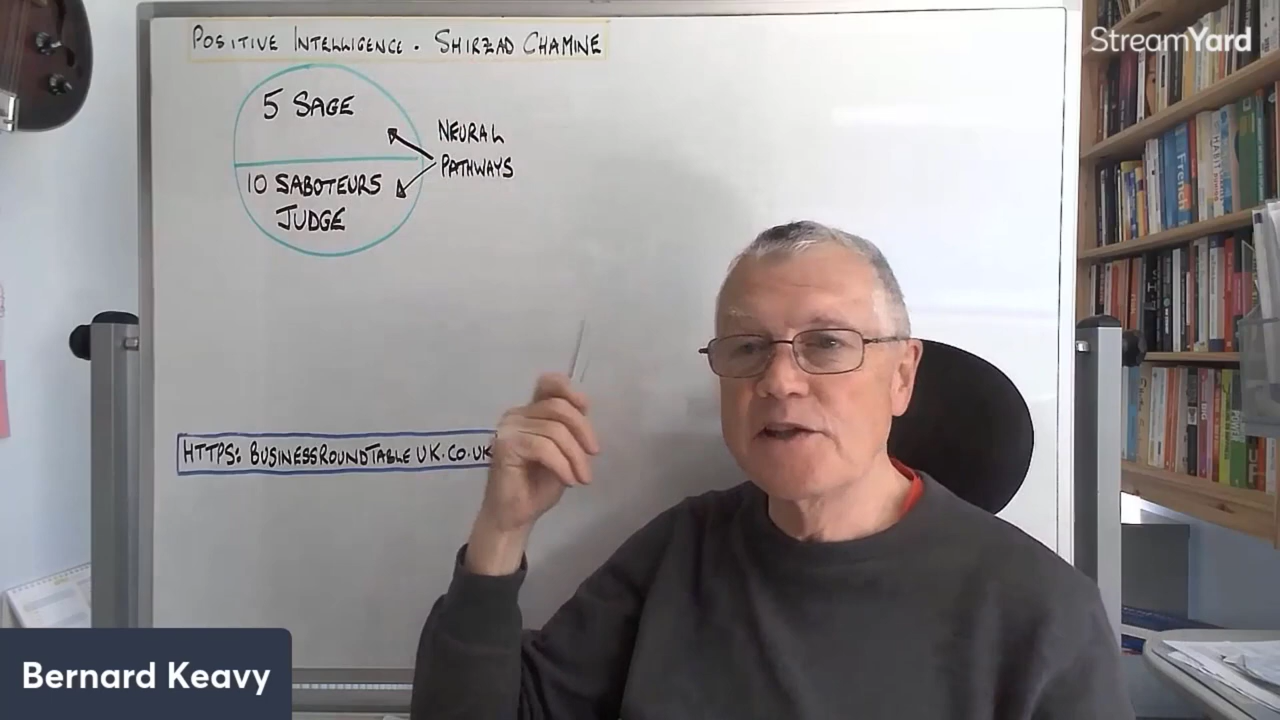 POSITIVE INTELLIGENCE . SHIRZAD CHAMINE
StreamYard
5 SAGE
NEURAL
PATHWAYS
10 SABOTEURS
JUDGE
HTTPS: BUSINESSROUNDTABLE UK.CO.UK
French
Bernard Keavy